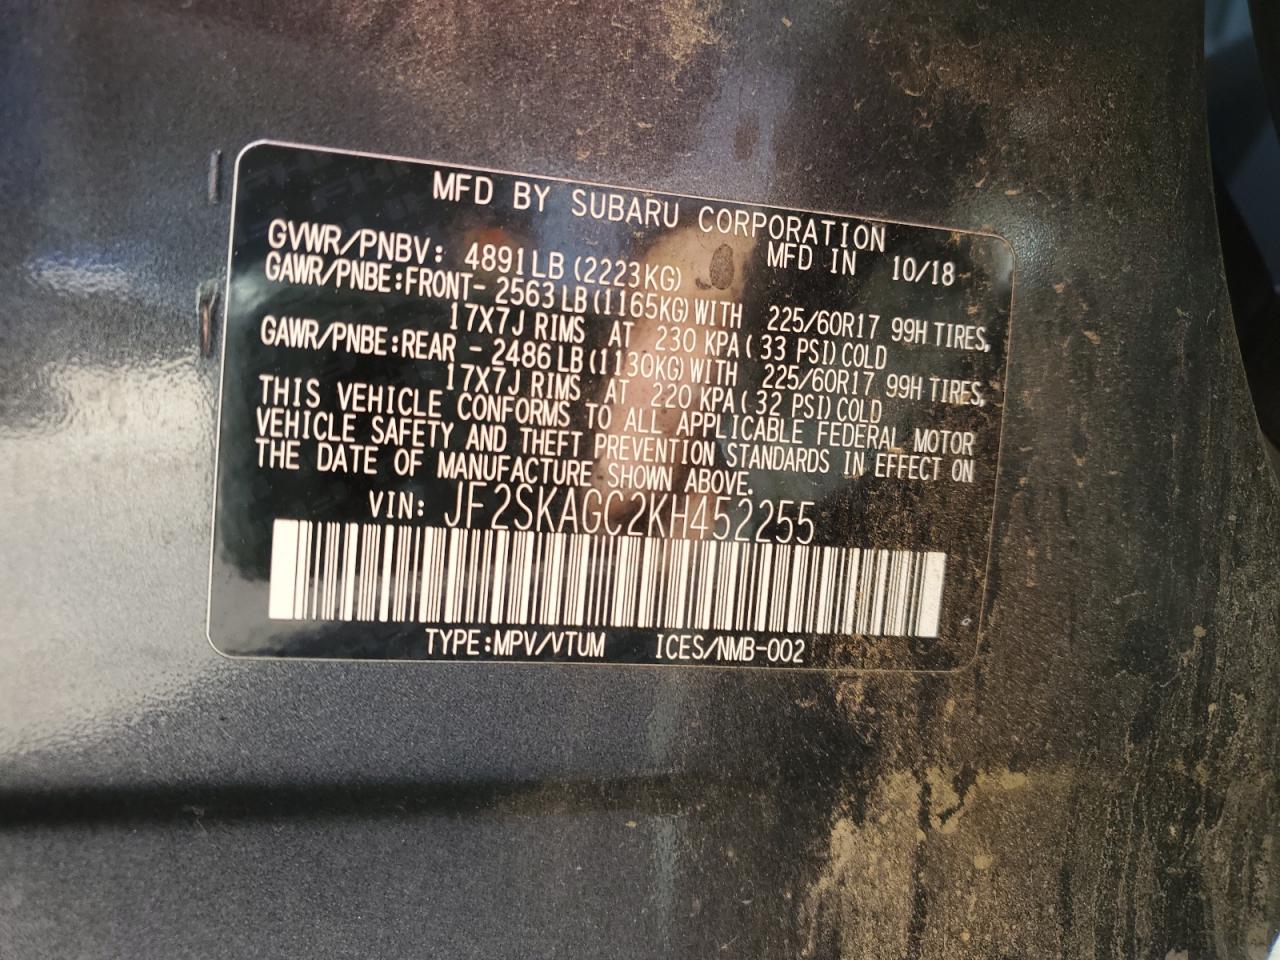 MFD BY SUBARU CORPORATION
GVWR/PNBV: 4891LB (2223KG) MFD IN 10/18
GAWR/PNBE:FRONT- 2563LB(1165KG)WITH 225/60R17 99H TIRES,
17X7J RIMS AT 230 KPA(33 PSI)COLD
GAWR/PNBE:REAR - 2486LB(1130KG)WITH 225/60R17 99H TIRES,
17X7J RIMS AT 220 KPA(32 PSI)COLD
THIS VEHICLE CONFORMS TO ALL APPLICABLE FEDERAL MOTOR
VEHICLE SAFETY AND THEFT PREVENTION STANDARDS IN EFFECT ON
THE DATE OF MANUFACTURE SHOWN ABOVE.
VIN: JF2SKAGC2KH452255
TYPE:MPV/VTUM ICES/NMB-002